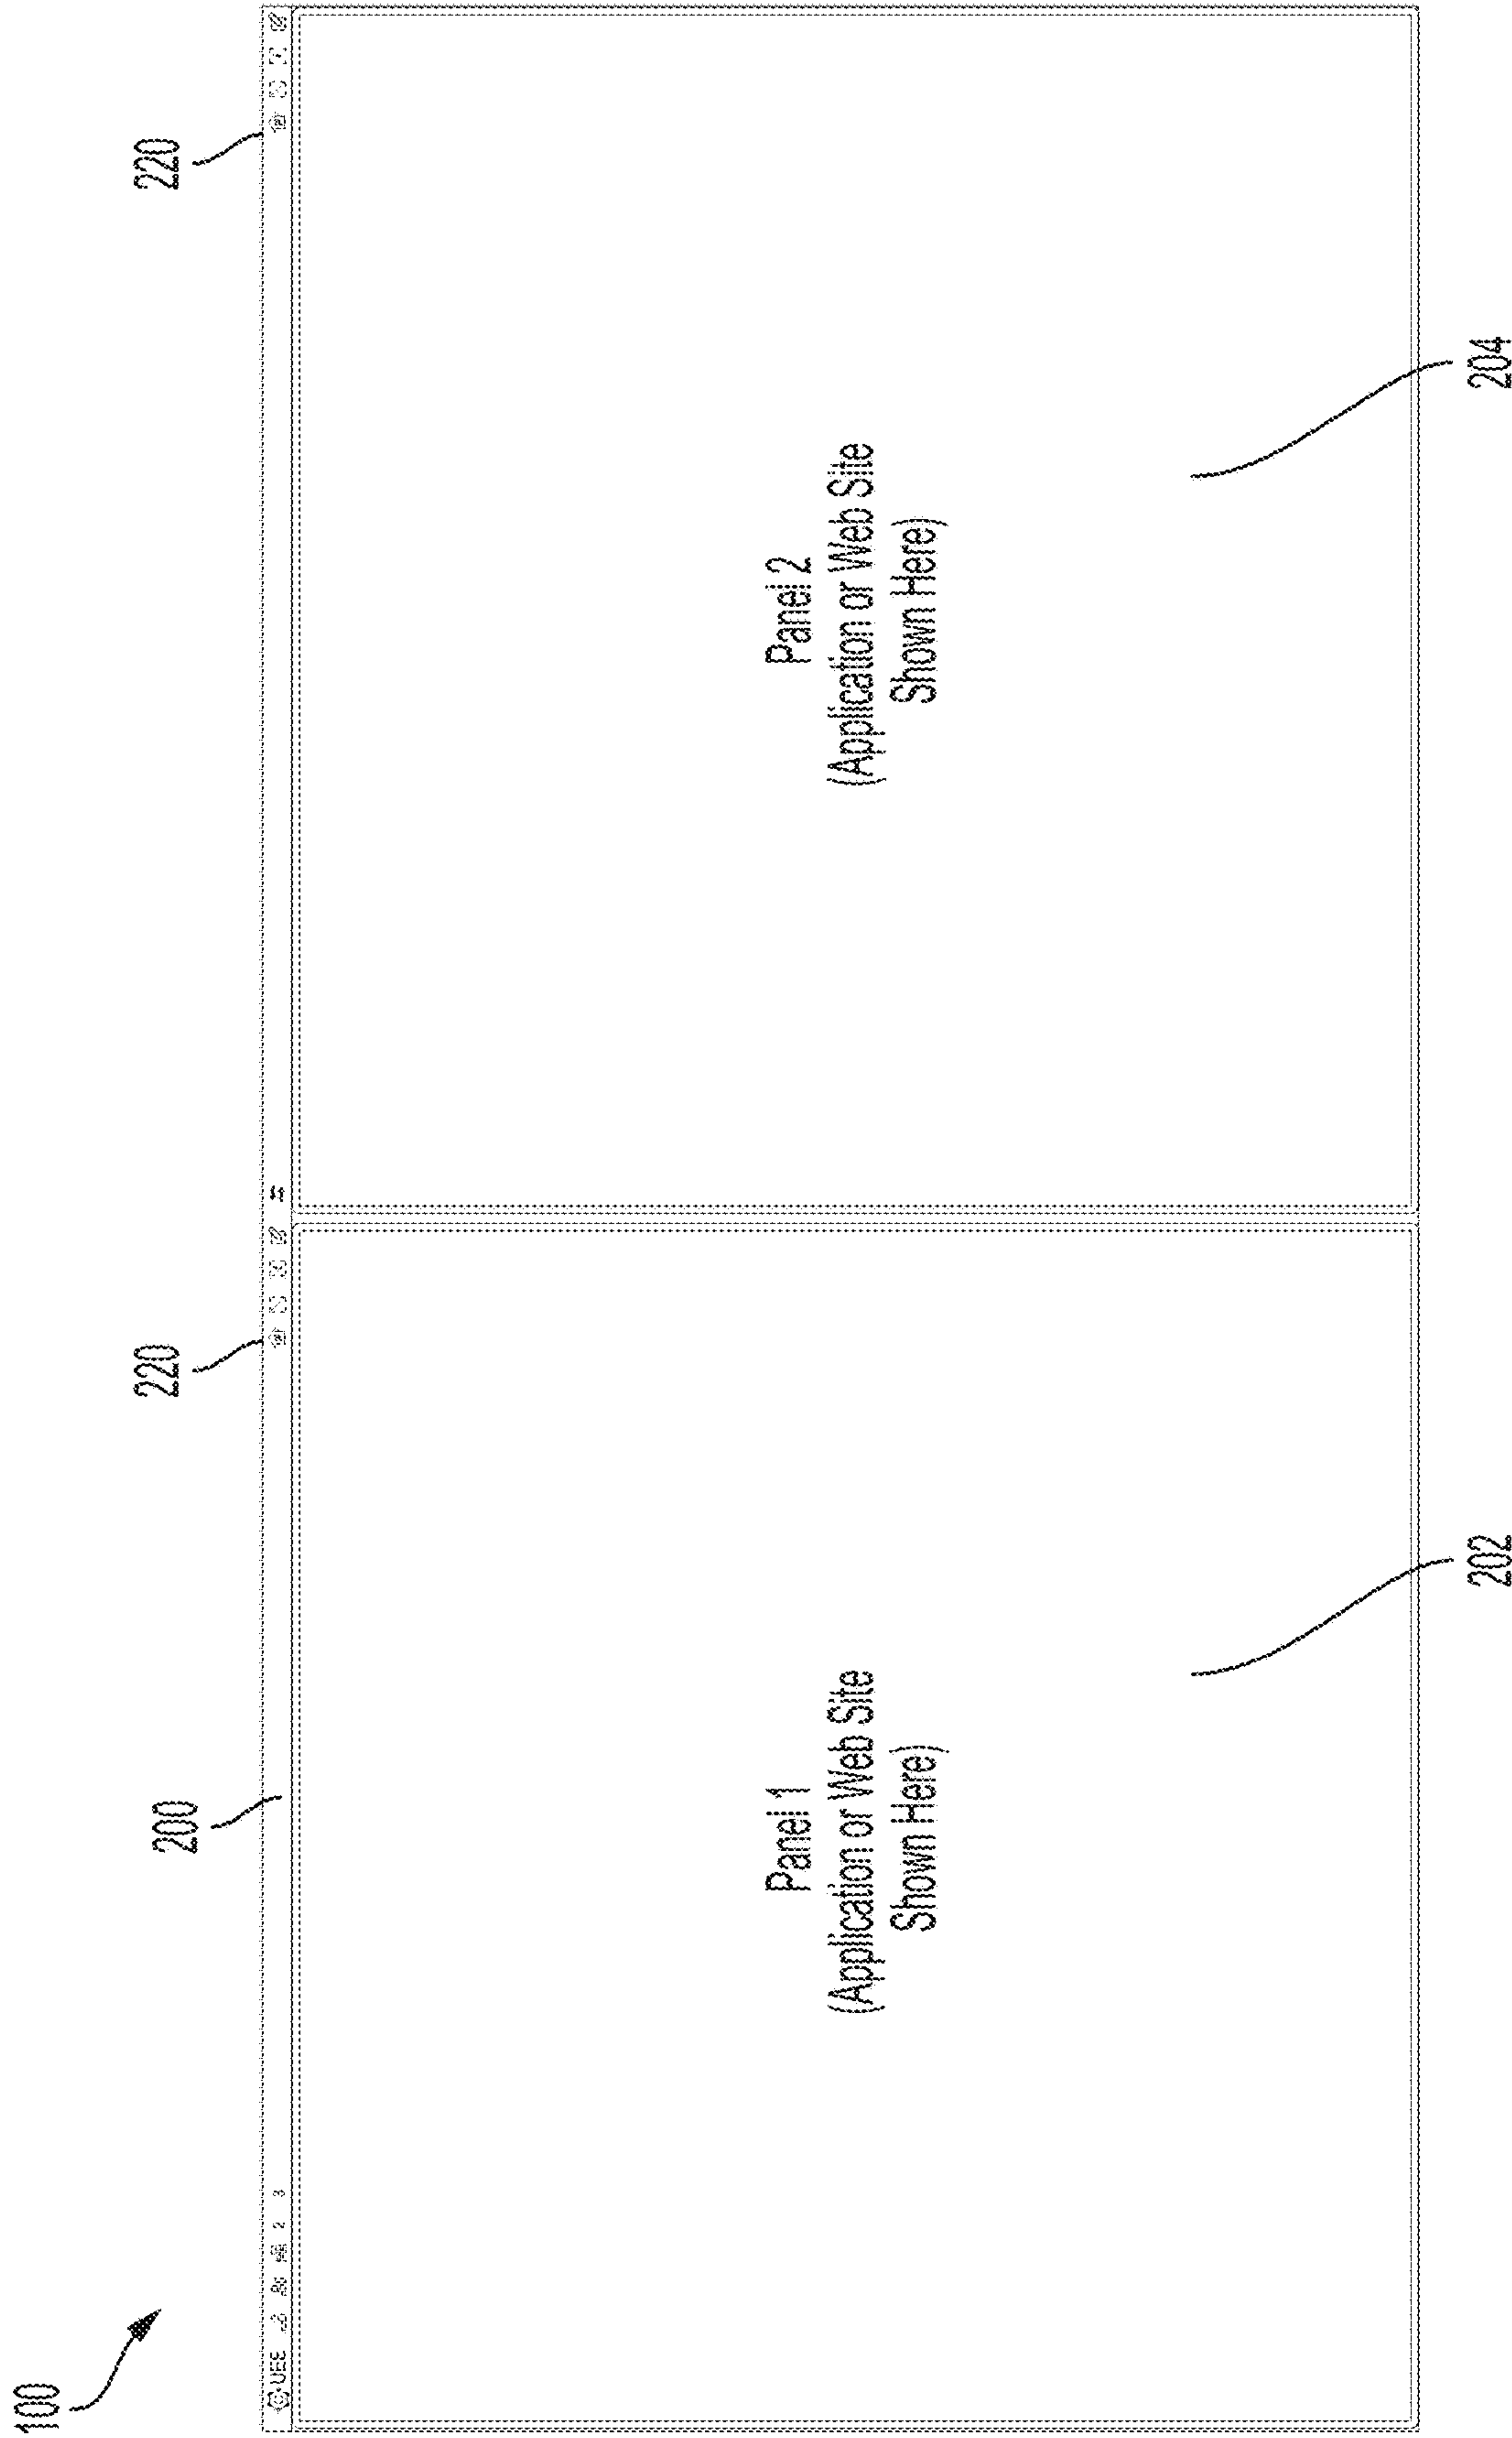 100
200
220
220
UEE
2
3
Panel 1
(Application or Web Site
Shown Here)
Panel 2
(Application or Web Site
Shown Here)
202
204